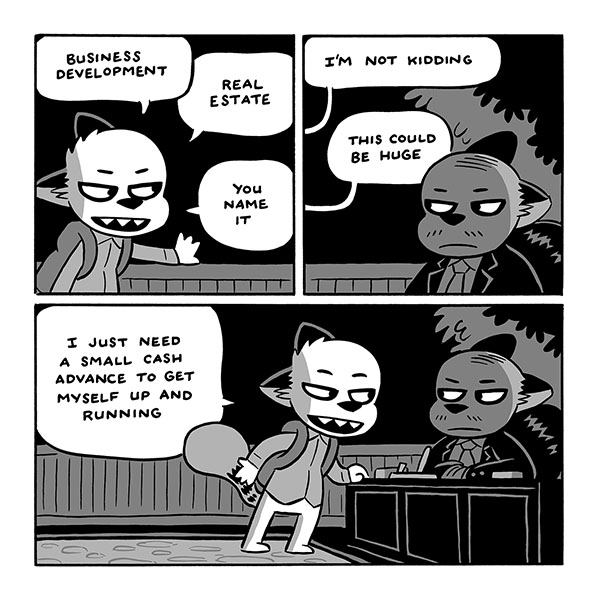 BUSINESS
DEVELOPMENT
REAL
ESTATE
YOU
NAME
IT
I'M NOT KIDDING
THIS COULD
BE HUGE
I JUST NEED
A SMALL CASH
ADVANCE TO GET
MYSELF UP AND
RUNNING